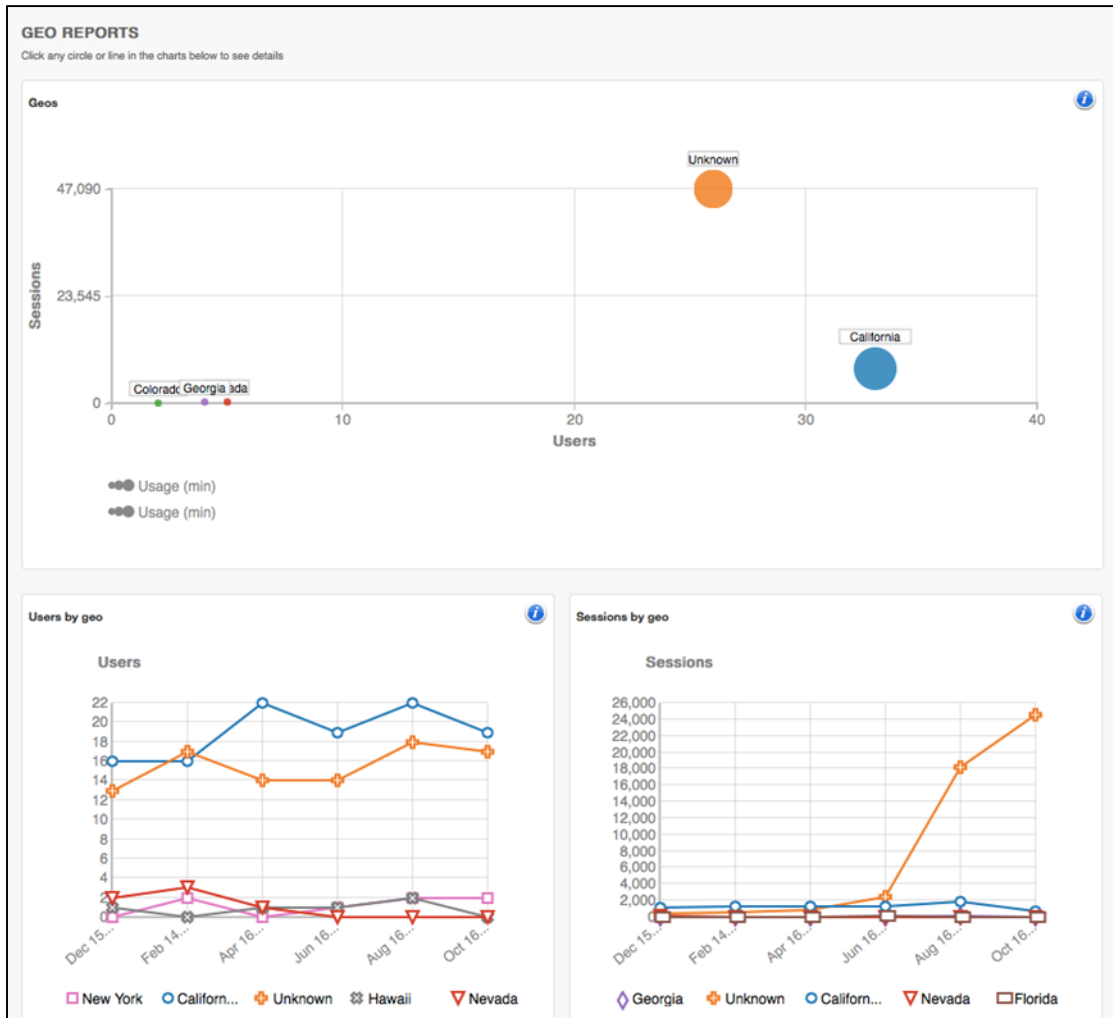 GEO REPORTS
Click any circle or line in the charts below to see details
Geos
Unknown
47,090
Sessions
23,545
California
Colorado Georgia ada
0
0 10 20 30 40
Users
Usage (min)
Usage (min)
Users by geo
Users
22
20
18
16
14
12
10
8
6
4
2
0
Dec 15... Feb 14... Apr 16... Jun 16... Aug 16... Oct 16...
New York Californ... Unknown Hawaii Nevada
Sessions by geo
Sessions
26,000
24,000
22,000
20,000
18,000
16,000
14,000
12,000
10,000
8,000
6,000
4,000
2,000
0
Dec 15... Feb 14... Apr 16... Jun 16... Aug 16... Oct 16...
Georgia Unknown Californ... Nevada Florida